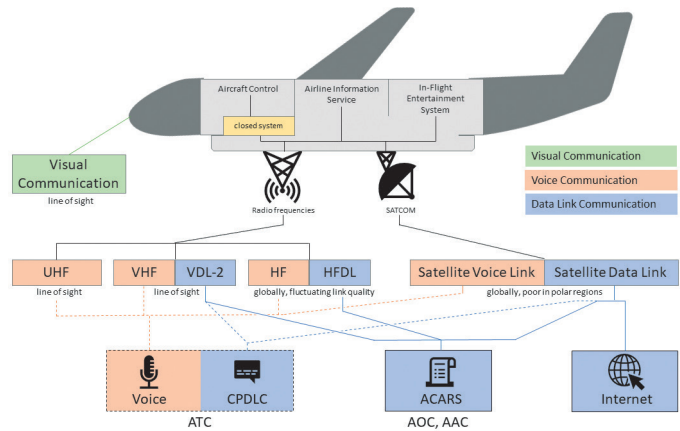 Aircraft Control
Airline Information
Service
In-Flight
Entertainment
System
closed system
Visual
Communication
line of sight
Radio frequencies
SATCOM
Visual Communication
Voice Communication
Data Link Communication
UHF
VHF
VDL-2
HF
HFDL
Satellite Voice Link
Satellite Data Link
line of sight
line of sight
globally, fluctuating link quality
globally, poor in polar regions
Voice
CPDLC
ACARS
Internet
ATC
AOC, AAC